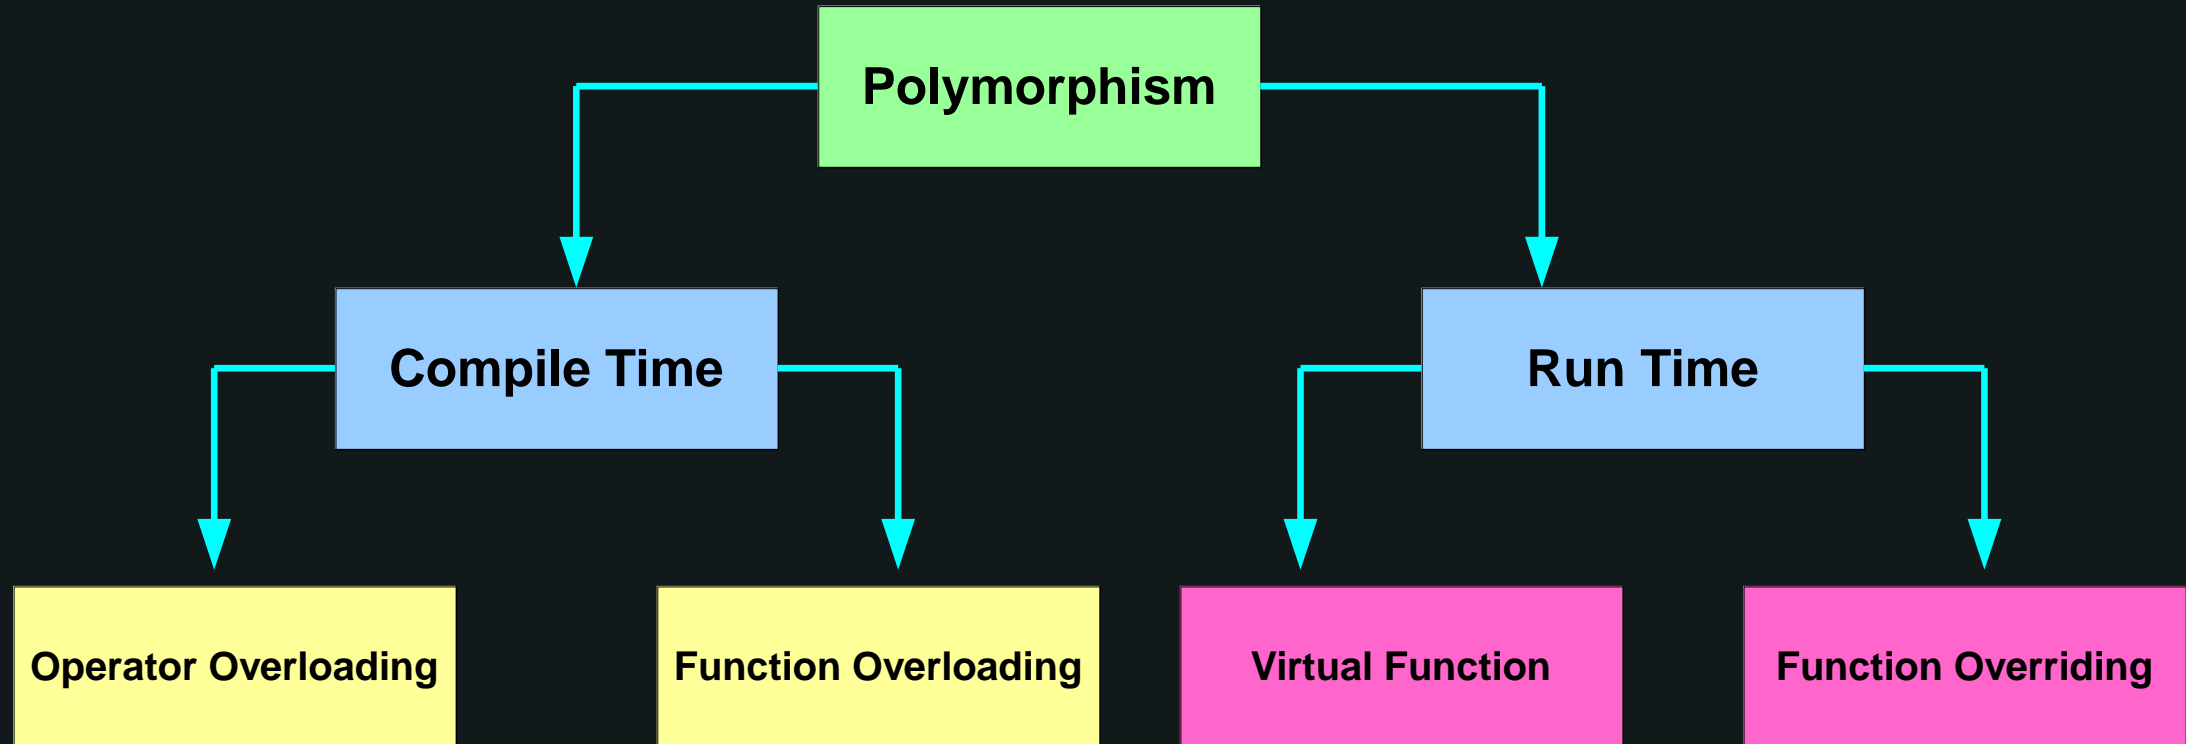 Polymorphism
Compile Time
Run Time
Operator Overloading
Function Overloading
Virtual Function
Function Overriding